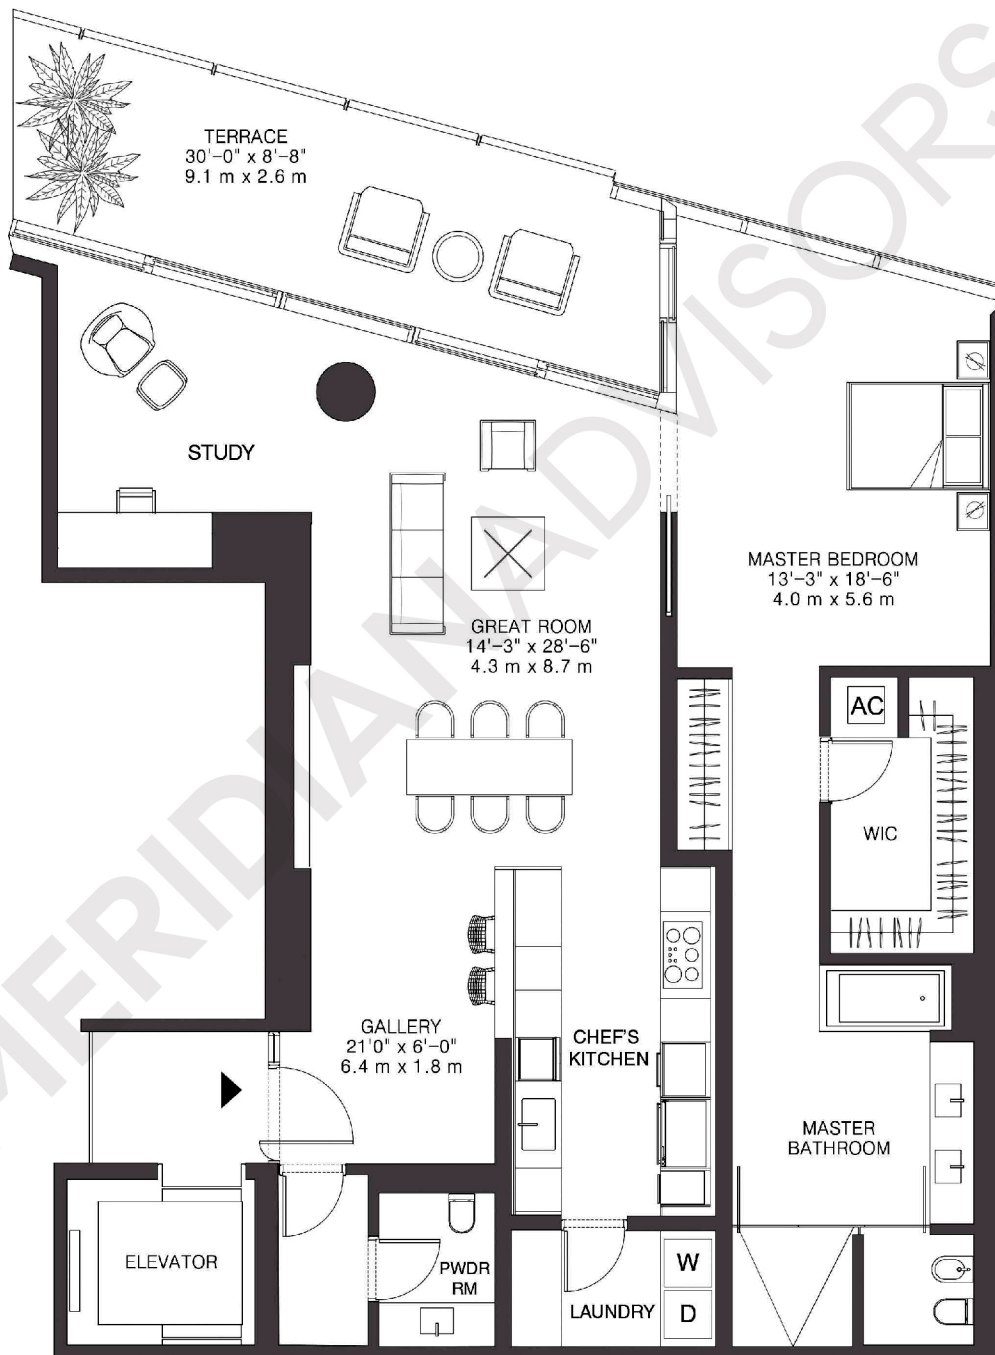 TERRACE
30'-0" x 8'-8"
9.1 m x 2.6 m
STUDY
MASTER BEDROOM
13'-3" x 18'-6"
4.0 m x 5.6 m
GREAT ROOM
14'-3" x 28'-6"
4.3 m x 8.7 m
AC
WIC
GALLERY
21'0" x 6'-0"
6.4 m x 1.8 m
CHEF'S
KITCHEN
MASTER
BATHROOM
ELEVATOR
PWDR
RM
LAUNDRY
W
D
MERIDIANADVISORS